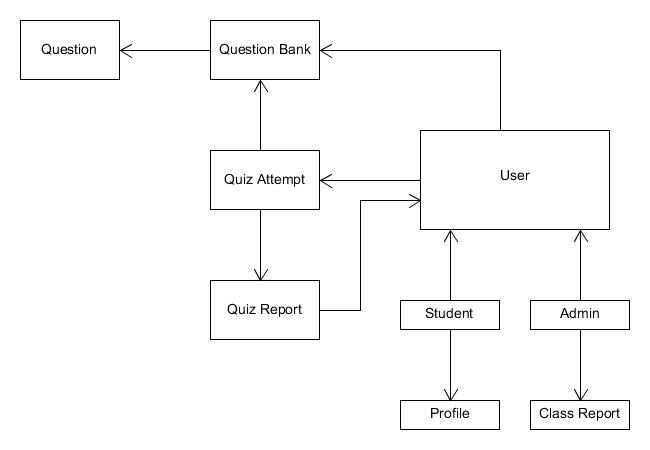 Question
Question Bank
Quiz Attempt
User
Quiz Report
Student
Admin
Profile
Class Report